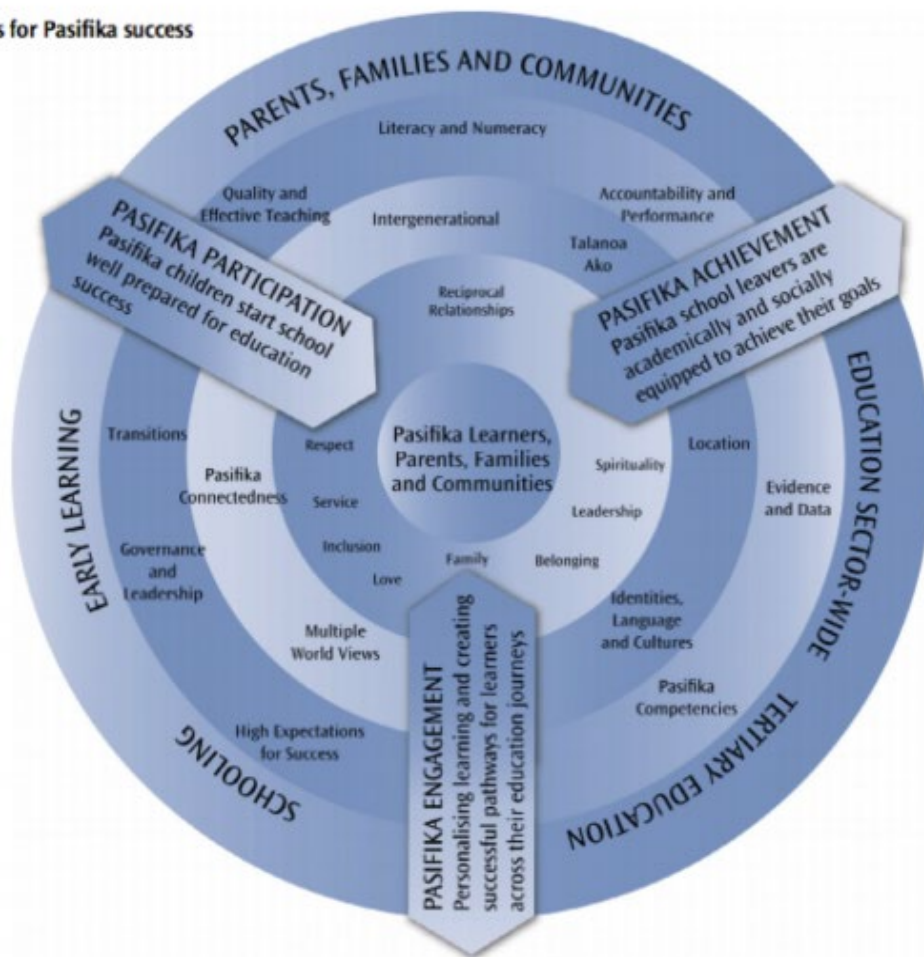 s for Pasifika success
PARENTS, FAMILIES AND COMMUNITIES
Literacy and Numeracy
Quality and
Effective Teaching
Accountability and
Performance
Intergenerational
Talanoa
Ako
PASIFIKA PARTICIPATION
Pasifika children start school
well prepared for education
success
PASIFIKA ACHIEVEMENT
Pasifika school leavers are
academically and socially
equipped to achieve their goals
Reciprocal
Relationships
Pasifika Learners,
Parents, Families
and Communities
EARLY LEARNING
Transitions
Respect
Spirituality
Location
EDUCATION SECTOR-WIDE
Pasifika
Connectedness
Service
Leadership
Evidence
and Data
Governance
and
Leadership
Inclusion
Love
Family
Belonging
Multiple
World Views
Identities,
Language
and Cultures
Pasifika
Competencies
High Expectations
for Success
SCHOOLING
PASIFIKA ENGAGEMENT
Personalising learning and creating
successful pathways for learners
across their education journeys
TERTIARY EDUCATION